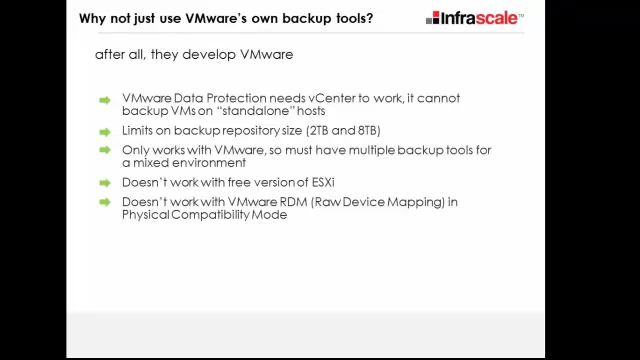 Why not just use VMware's own backup tools?
Infrascale™
after all, they develop VMware
VMware Data Protection needs vCenter to work, it cannot
backup VMs on “standalone” hosts
Limits on backup repository size (2TB and 8TB)
Only works with VMware, so must have multiple backup tools for
a mixed environment
Doesn't work with free version of ESXi
Doesn't work with VMware RDM (Raw Device Mapping) in
Physical Compatibility Mode